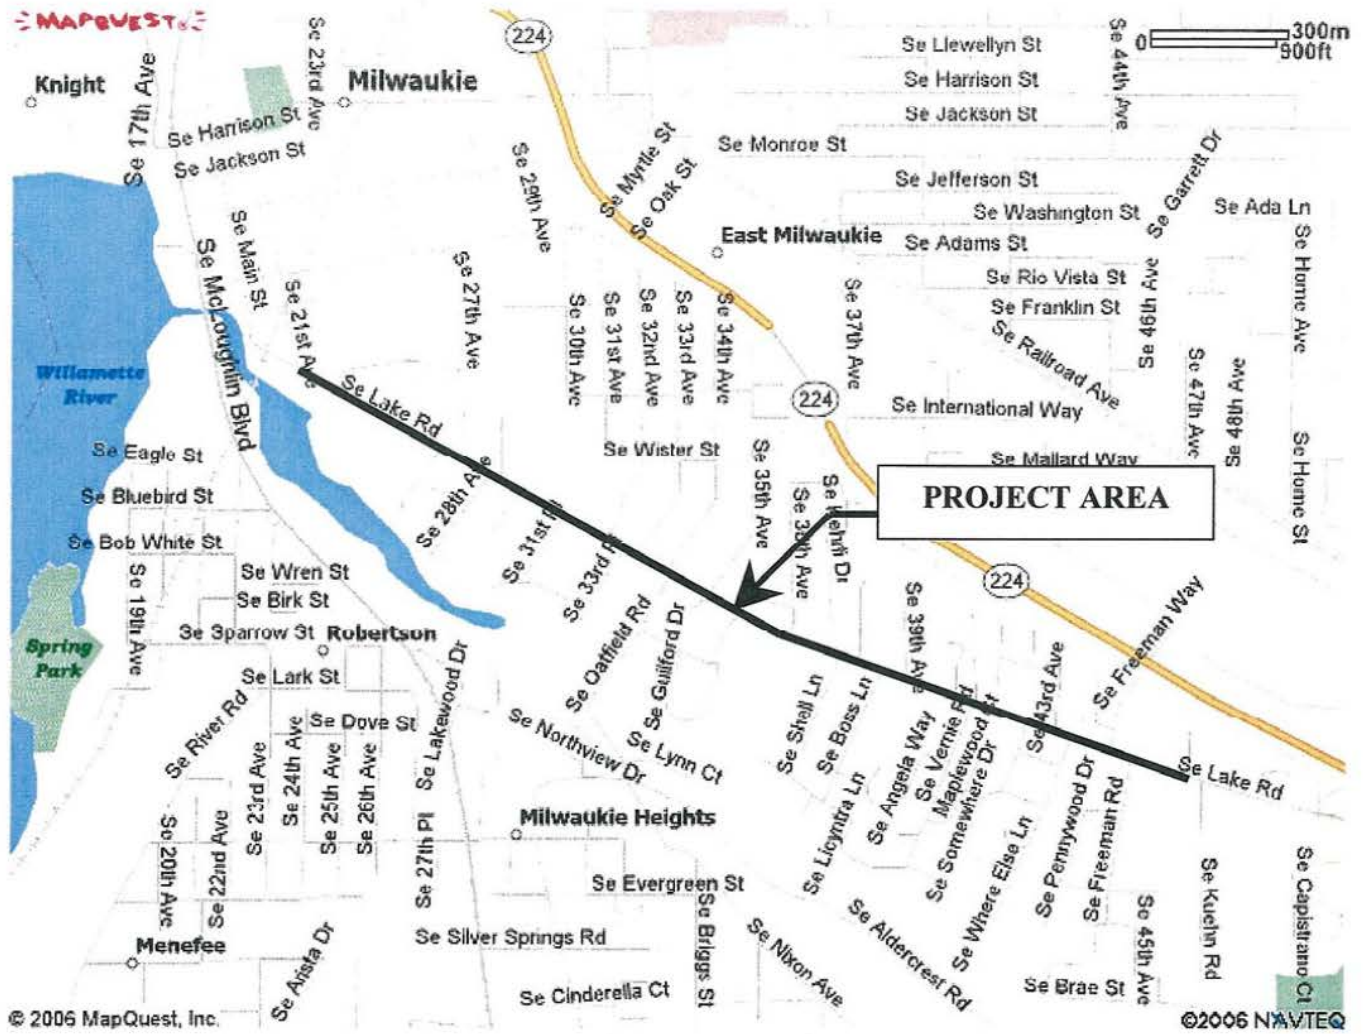 MAPQUEST
Knight
Se 17th Ave
Se 23rd Ave
Milwaukie
224
Se Llewellyn St
Se 44th Ave
0
300m
900ft
Se Harrison St
Se Harrison St
Se Jackson St
Se Jackson St
Se Monroe St
Se Myrtle St
Se Oak St
Se 29th Ave
Se Jefferson St
Se Garrett Dr
Se Washington St
Se Ada Ln
Se Main St
Se McLoughlin Blvd
East Milwaukie
Se Adams St
Se Home Ave
Se 21st Ave
Se 27th Ave
Se Rio Vista St
Se 46th Ave
Se 30th Ave
Se 31st Ave
Se 32nd Ave
Se 33rd Ave
Se 34th Ave
Se 37th Ave
Se Franklin St
Se Railroad Ave
Willamette
River
Se Lake Rd
224
Se International Way
Se 47th Ave
Se 48th Ave
Se Eagle St
Se Wister St
Se 35th Ave
Se Mallard Way
Se Home St
Se Bluebird St
Se 28th Ave
PROJECT AREA
Se 31st Pl
Se 38th Ave
Dr
Se Bob White St
Se 33rd Pl
Se Wren St
Se 19th Ave
Se Birk St
224
Se Freeman Way
Se Sparrow St
Robertson
Se Oatfield Rd
Se Guilford Dr
Se 39th Ave
Spring
Park
Se Lark St
Se Lakewood Dr
Se 43rd Ave
Se River Rd
Se Dove St
Se Northview Dr
Se Lynn Ct
Se Shell Ln
Se Boss Ln
Se Angela Way
Se Vernie Rd
Maplewood St
Se Somewhere Dr
Se Lake Rd
Se 23rd Ave
Se 24th Ave
Se 25th Ave
Se 26th Ave
Se 20th Ave
Se 22nd Ave
Se 27th Pl
Milwaukie Heights
Se Licyntra Ln
Se Where Else Ln
Se Pennywood Dr
Se Freeman Rd
Se Evergreen St
Se Kuehn Rd
Se Capistrano Ct
Menefee
Se Arista Dr
Se Silver Springs Rd
Se Briggs St
Se Nixon Ave
Se Aldercrest Rd
Se 45th Ave
Se Cinderella Ct
Se Brae St
© 2006 MapQuest, Inc.
©2006 NAVTEQ